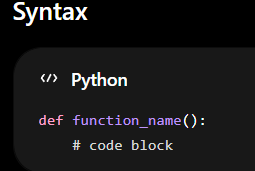 Syntax
</> Python
def function_name():
    # code block